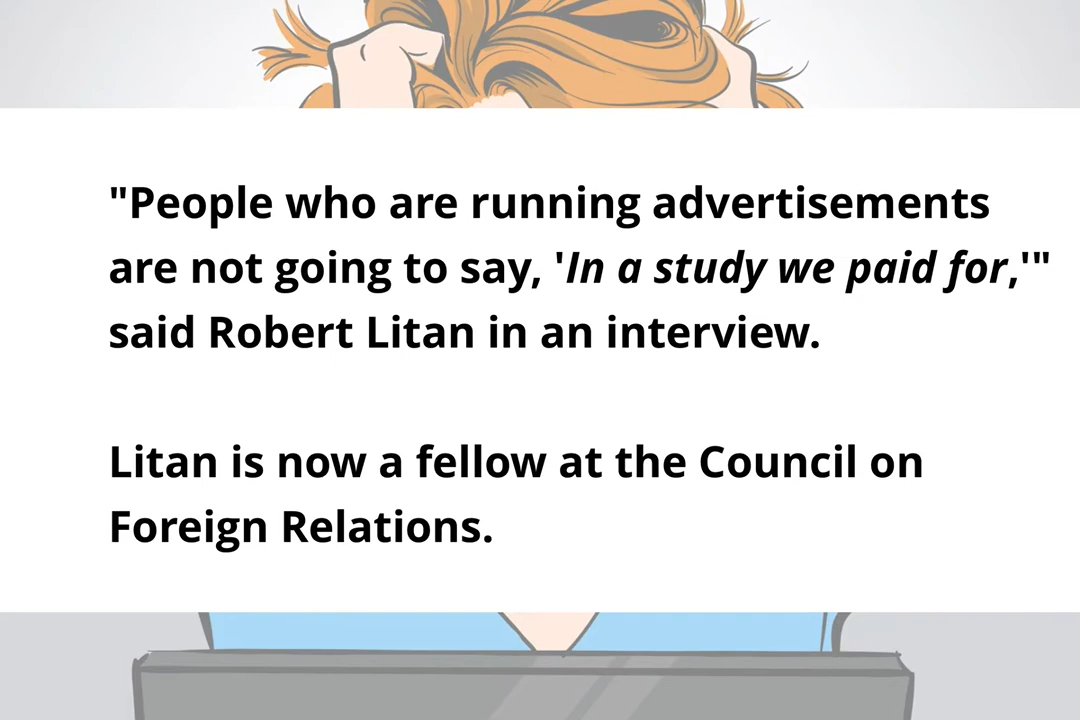 "People who are running advertisements
are not going to say, 'In a study we paid for,'"
said Robert Litan in an interview.
Litan is now a fellow at the Council on
Foreign Relations.